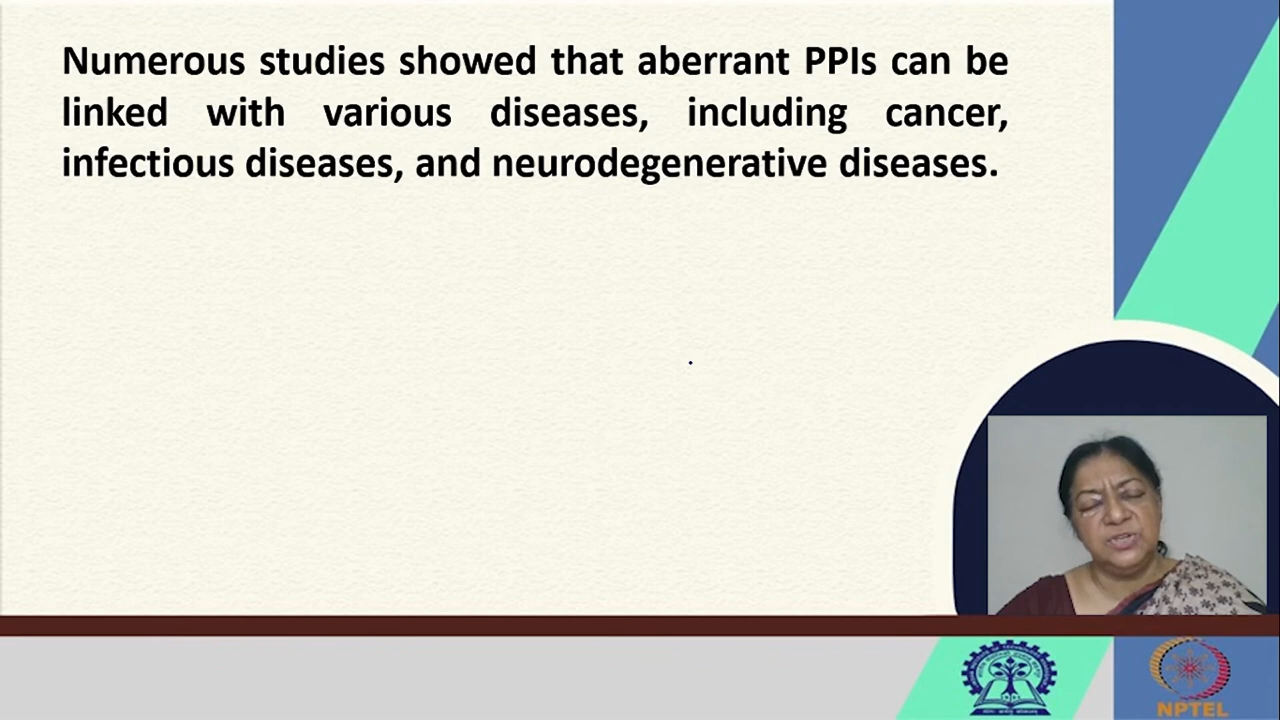 Numerous studies showed that aberrant PPIs can be
linked with various diseases, including cancer,
infectious diseases, and neurodegenerative diseases.
NPTEL